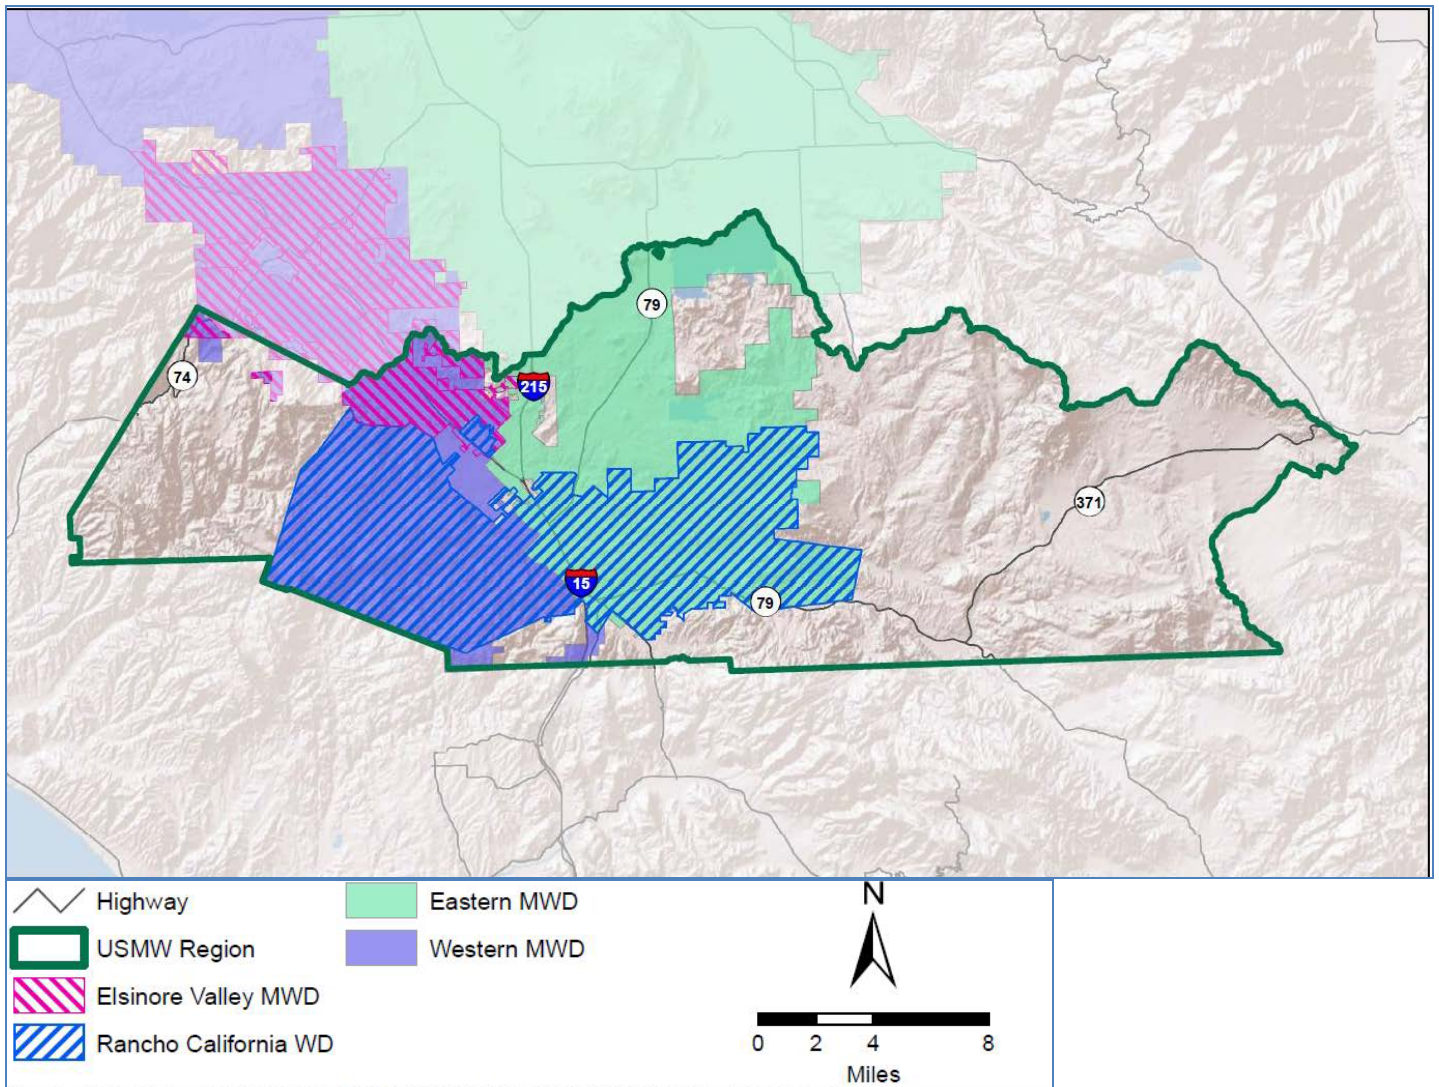 79
74
215
371
15
79
Highway
USMW Region
Elsinore Valley MWD
Rancho California WD
Eastern MWD
Western MWD
N
0 2 4 8
Miles